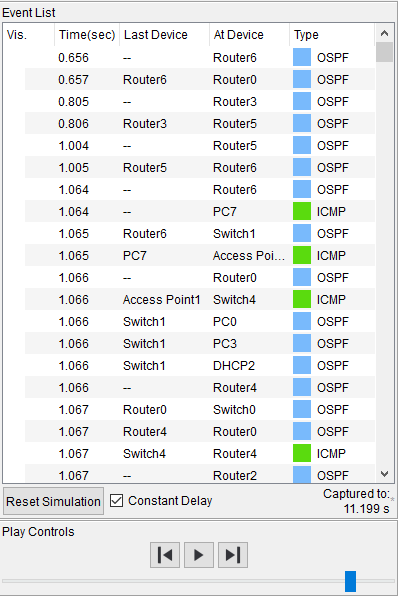 Event List
Vis. Time(sec) Last Device At Device Type
0.656 -- Router6 OSPF
0.657 Router6 Router0 OSPF
0.805 -- Router3 OSPF
0.806 Router3 Router5 OSPF
1.004 -- Router5 OSPF
1.005 Router5 Router6 OSPF
1.064 -- Router6 OSPF
1.064 -- PC7 ICMP
1.065 Router6 Switch1 OSPF
1.065 PC7 Access Poi... ICMP
1.066 -- Router0 OSPF
1.066 Access Point1 Switch4 ICMP
1.066 Switch1 PC0 OSPF
1.066 Switch1 PC3 OSPF
1.066 Switch1 DHCP2 OSPF
1.066 -- Router4 OSPF
1.067 Router0 Switch0 OSPF
1.067 Router4 Router0 OSPF
1.067 Switch4 Router4 ICMP
1.067 -- Router2 OSPF
Reset Simulation Constant Delay Captured to: *
11.199 s
Play Controls